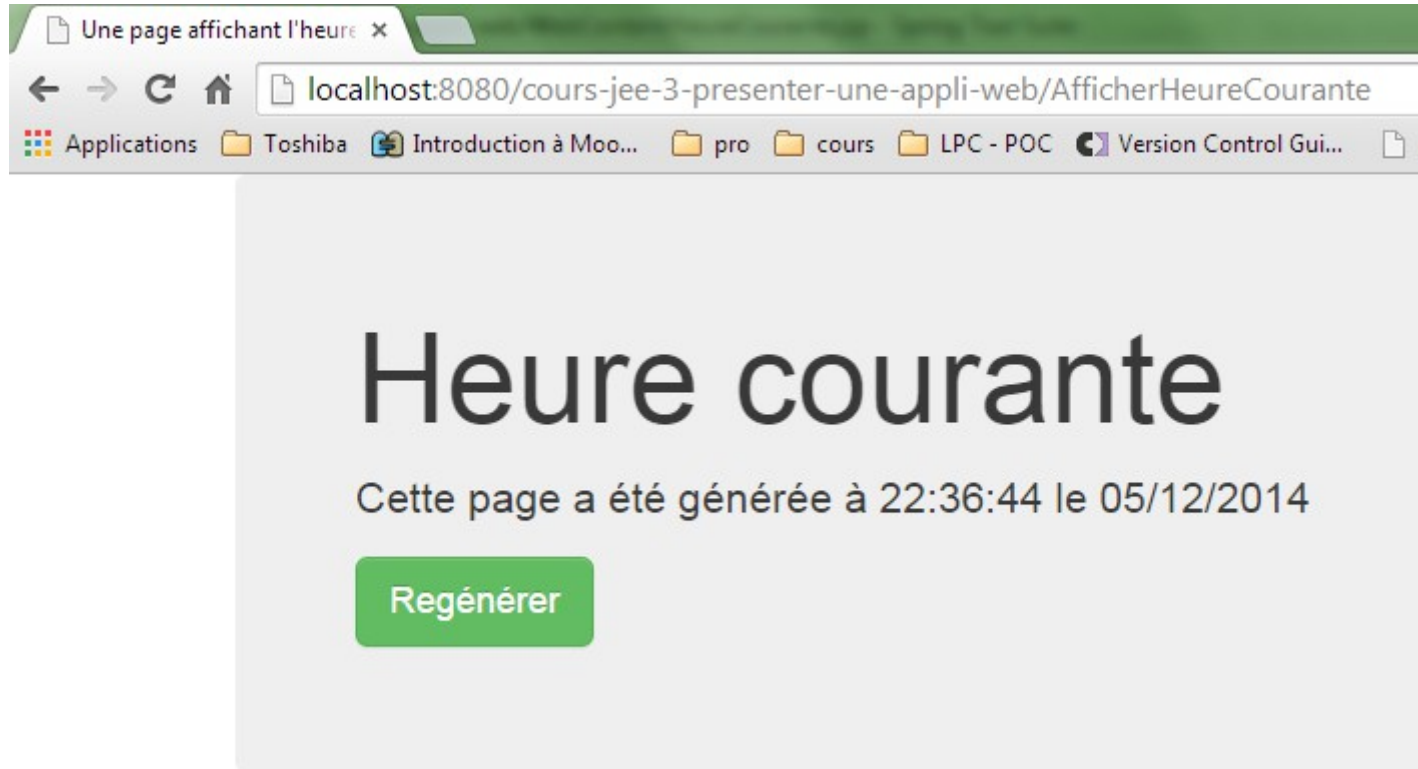 Une page affichant l'heure
localhost:8080/cours-jee-3-presenter-une-appli-web/AfficherHeureCourante
Applications Toshiba Introduction à Moo... pro cours LPC - POC Version Control Gui...
Heure courante
Cette page a été générée à 22:36:44 le 05/12/2014
Regénérer